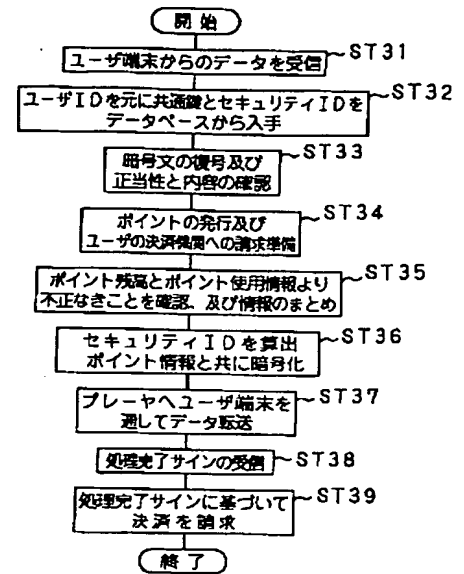 開始
ユーザ端末からのデータを受信
ST31
ユーザIDを元に共通鍵とセキュリティIDを
データベースから入手
ST32
暗号文の復号及び
正当性と内容の確認
ST33
ポイントの発行及び
ユーザの決済機関への請求準備
ST34
ポイント残高とポイント使用情報より
不正なきことを確認、及び情報のまとめ
ST35
セキュリティIDを算出
ポイント情報と共に暗号化
ST36
プレーヤへユーザ端末を
通してデータ転送
ST37
処理完了サインの受信
ST38
処理完了サインに基づいて
決済を請求
ST39
終了